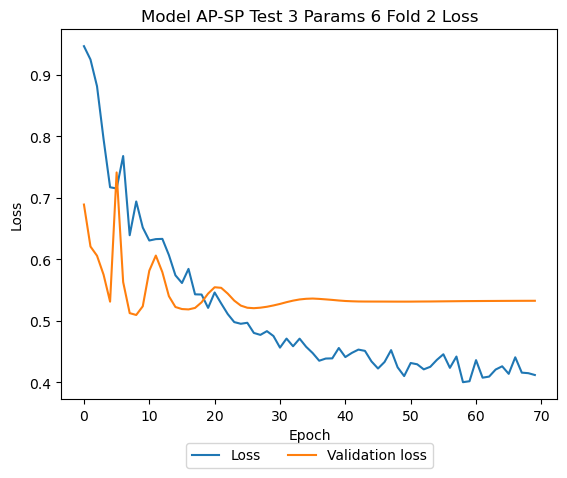 Model AP-SP Test 3 Params 6 Fold 2 Loss
Loss
0.9
0.8
0.7
0.6
0.5
0.4
0 10 20 30 40 50 60 70
Epoch
Loss Validation loss